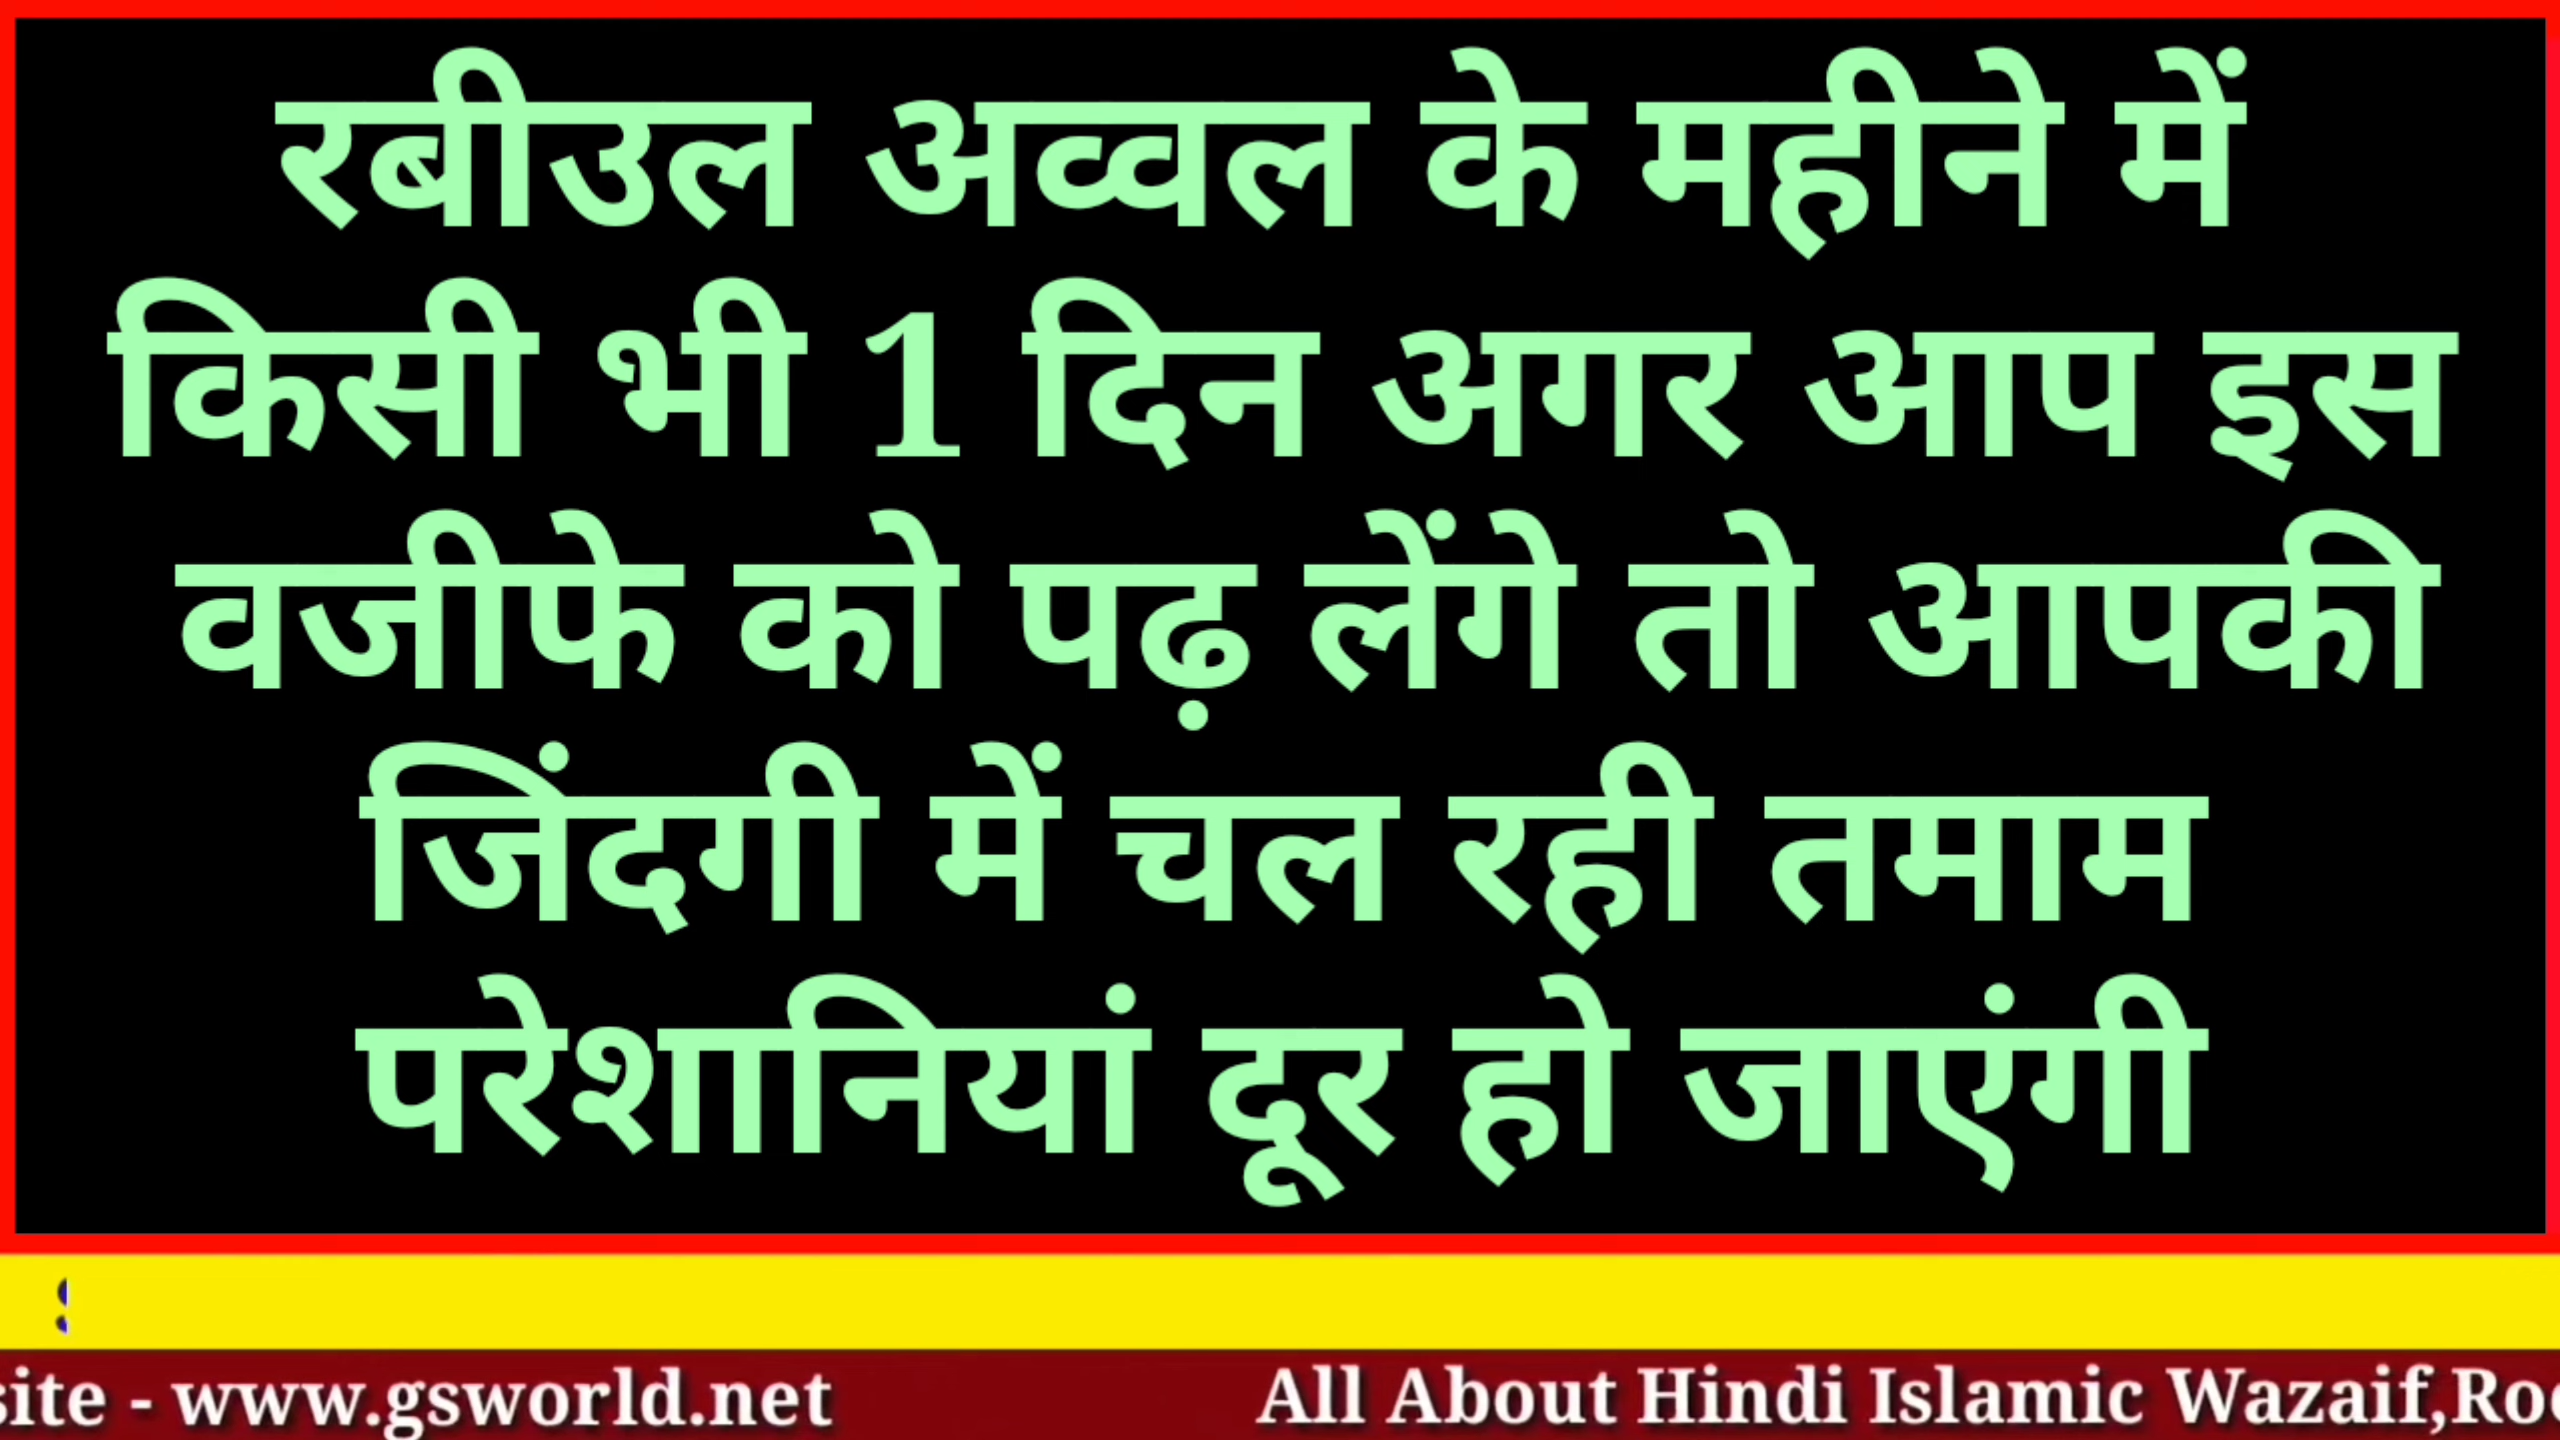 रबीउल अव्वल के महीने में
किसी भी 1 दिन अगर आप इस
वजीफे को पढ़ लेंगे तो आपकी
जिंदगी में चल रही तमाम
परेशानियां दूर हो जाएंगी
site - www.gsworld.net All About Hindi Islamic Wazaif,